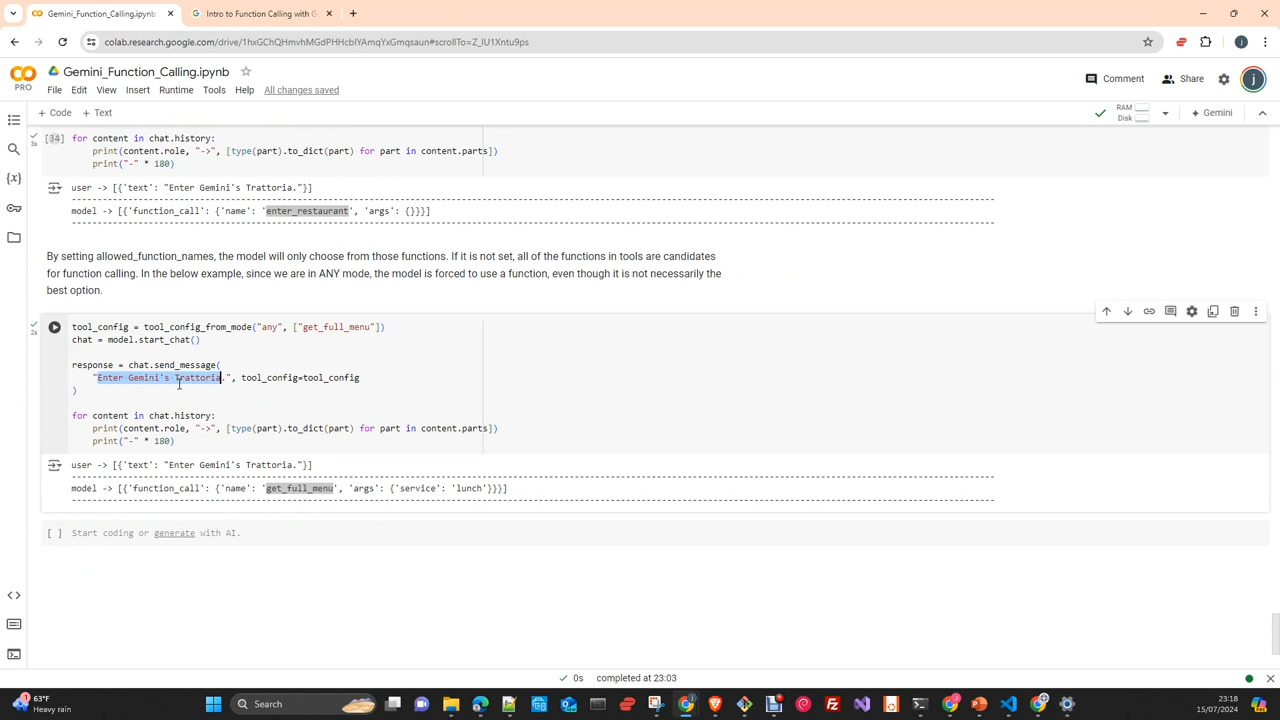 Gemini_Function_Calling.ipynb
Intro to Function Calling with G
colab.research.google.com/drive/1hxGChQHmvhMGdPHHcblYAmqYxGmqsaun#scrollTo=Z_IU1Xntu9ps
j
CO
PRO
Gemini_Function_Calling.ipynb
File Edit View Insert Runtime Tools Help All changes saved
Comment
Share
j
+ Code + Text
RAM
Disk
Gemini
[34]
3s
for content in chat.history:
print(content.role, "->", [type(part).to_dict(part) for part in content.parts])
print("-" * 180)
user -> [{'text': "Enter Gemini's Trattoria."}]
model -> [{'function_call': {'name': 'enter_restaurant', 'args': {}}}]
By setting allowed_function_names, the model will only choose from those functions. If it is not set, all of the functions in tools are candidates
for function calling. In the below example, since we are in ANY mode, the model is forced to use a function, even though it is not necessarily the
best option.
2s
tool_config = tool_config_from_mode("any", ["get_full_menu"])
chat = model.start_chat()
response = chat.send_message(
"Enter Gemini's Trattoria.", tool_config=tool_config
)
for content in chat.history:
print(content.role, "->", [type(part).to_dict(part) for part in content.parts])
print("-" * 180)
user -> [{'text': "Enter Gemini's Trattoria."}]
model -> [{'function_call': {'name': 'get_full_menu', 'args': {'service': 'lunch'}}}]
[ ] Start coding or generate with AI.
0s completed at 23:03
63°F
Heavy rain
Search
23:18
15/07/2024